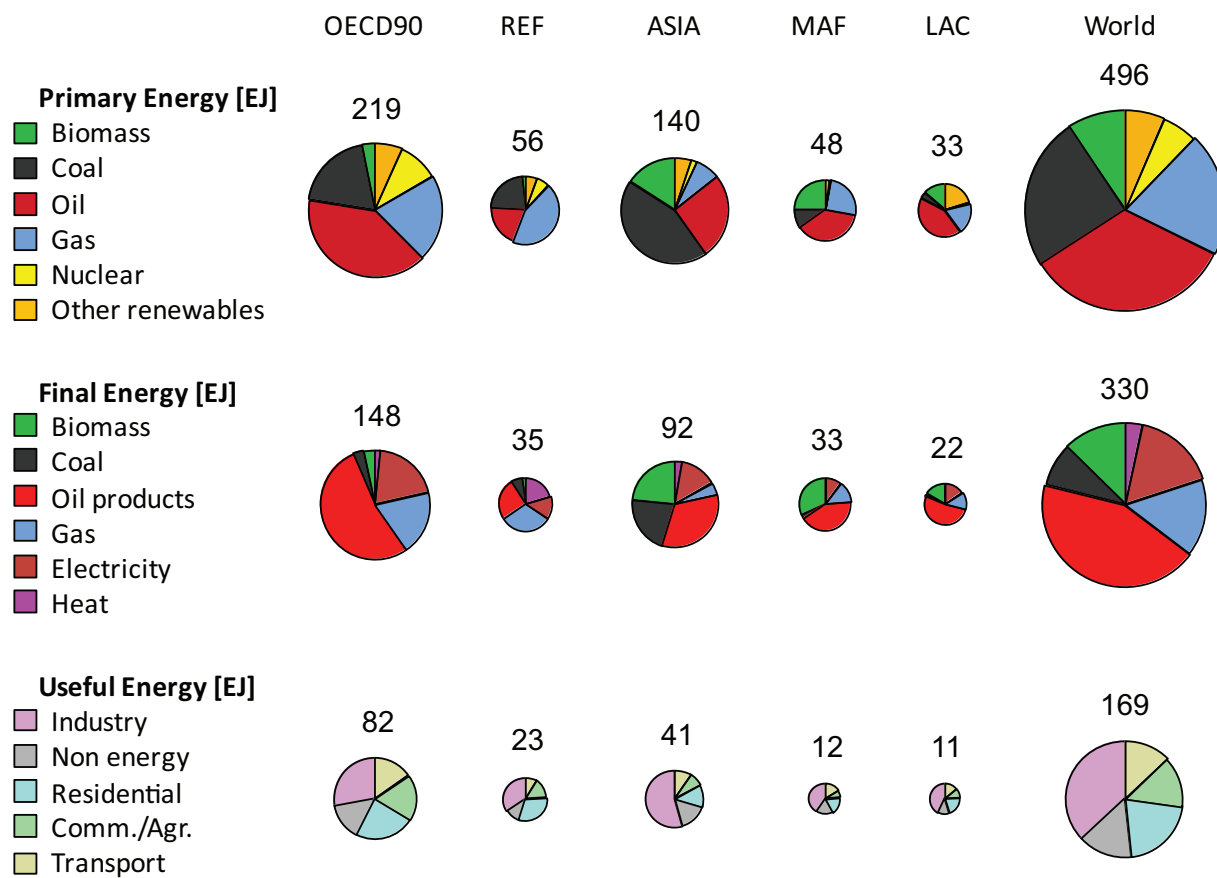 OECD90 REF ASIA MAF LAC World
Primary Energy [EJ]
219 56 140 48 33 496
Biomass
Coal
Oil
Gas
Nuclear
Other renewables
Final Energy [EJ]
148 35 92 33 22 330
Biomass
Coal
Oil products
Gas
Electricity
Heat
Useful Energy [EJ]
82 23 41 12 11 169
Industry
Non energy
Residential
Comm./Agr.
Transport